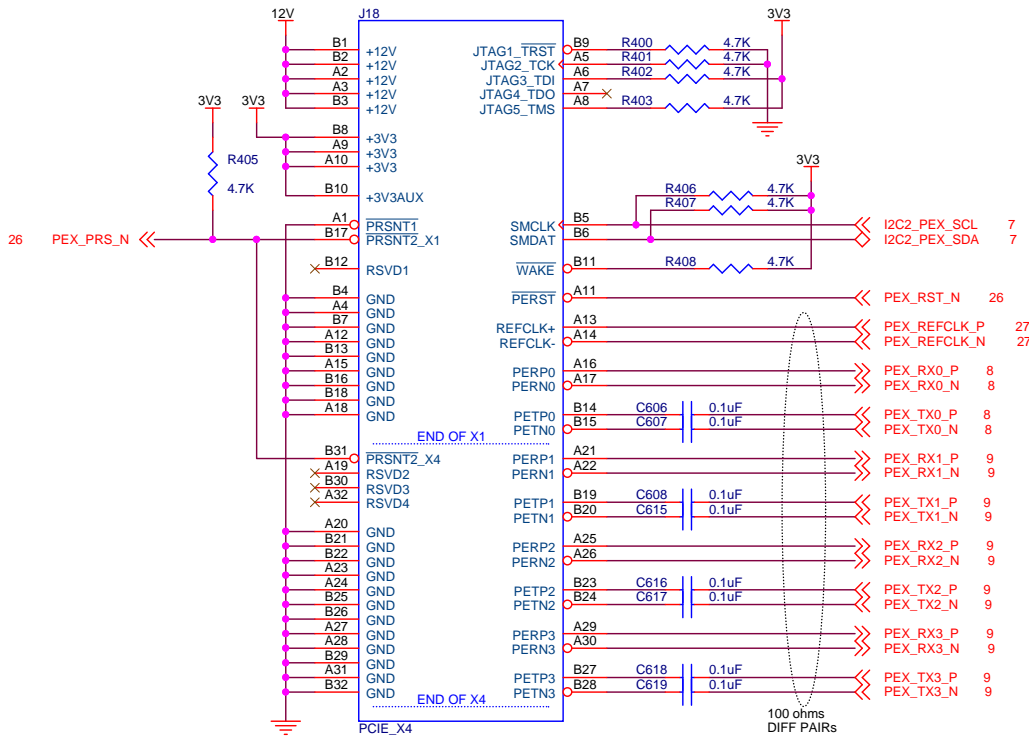 12V J18 3V3
B1 +12V JTAG1_TRST B9 R400 4.7K
B2 +12V JTAG2_TCK A5 R401 4.7K
A2 +12V JTAG3_TDI A6 R402 4.7K
A3 +12V JTAG4_TDO A7
B3 +12V JTAG5_TMS A8 R403 4.7K
3V3 3V3
B8 +3V3
A9 +3V3
A10 +3V3
R405
4.7K
3V3
B10 +3V3AUX R406 4.7K
R407 4.7K
A1 PRSNT1 SMCLK B5 I2C2_PEX_SCL 7
26 PEX_PRS_N B17 PRSNT2_X1 SMDAT B6 I2C2_PEX_SDA 7
B12 RSVD1 WAKE B11 R408 4.7K
B4 GND PERST A11 PEX_RST_N 26
A4 GND
B7 GND REFCLK+ A13 PEX_REFCLK_P 27
A12 GND REFCLK- A14 PEX_REFCLK_N 27
B13 GND
A15 GND PERP0 A16 PEX_RX0_P 8
B16 GND PERN0 A17 PEX_RX0_N 8
B18 GND
A18 GND PETP0 B14 C606 0.1uF PEX_TX0_P 8
PETN0 B15 C607 0.1uF PEX_TX0_N 8
END OF X1
B31 PRSNT2_X4 PERP1 A21 PEX_RX1_P 9
A19 RSVD2 PERN1 A22 PEX_RX1_N 9
B30 RSVD3
A32 RSVD4 PETP1 B19 C608 0.1uF PEX_TX1_P 9
PETN1 B20 C615 0.1uF PEX_TX1_N 9
A20 GND
B21 GND PERP2 A25 PEX_RX2_P 9
B22 GND PERN2 A26 PEX_RX2_N 9
A23 GND
A24 GND PETP2 B23 C616 0.1uF PEX_TX2_P 9
B25 GND PETN2 B24 C617 0.1uF PEX_TX2_N 9
B26 GND
A27 GND PERP3 A29 PEX_RX3_P 9
A28 GND PERN3 A30 PEX_RX3_N 9
B29 GND
A31 GND PETP3 B27 C618 0.1uF PEX_TX3_P 9
B32 GND PETN3 B28 C619 0.1uF PEX_TX3_N 9
END OF X4
PCIE_X4
100 ohms
DIFF PAIRs